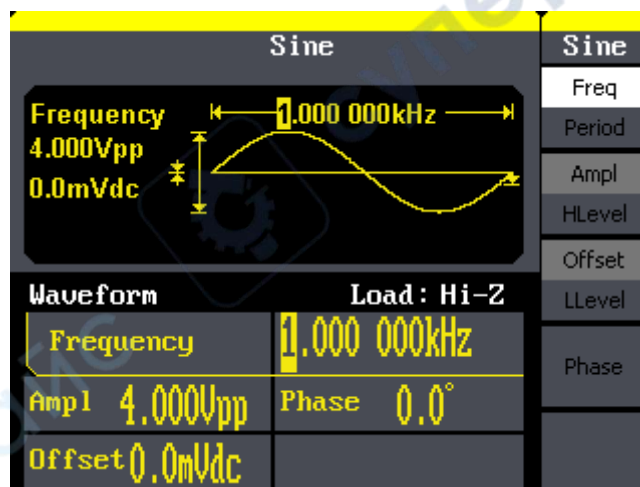 Sine
Frequency
1.000 000kHz
4.000Vpp
0.0mVdc
Waveform Load: Hi-Z
Frequency 1.000 000kHz
Ampl 4.000Vpp Phase 0.0°
Offset 0.0mVdc
Sine
Freq
Period
Ampl
HLevel
Offset
LLevel
Phase